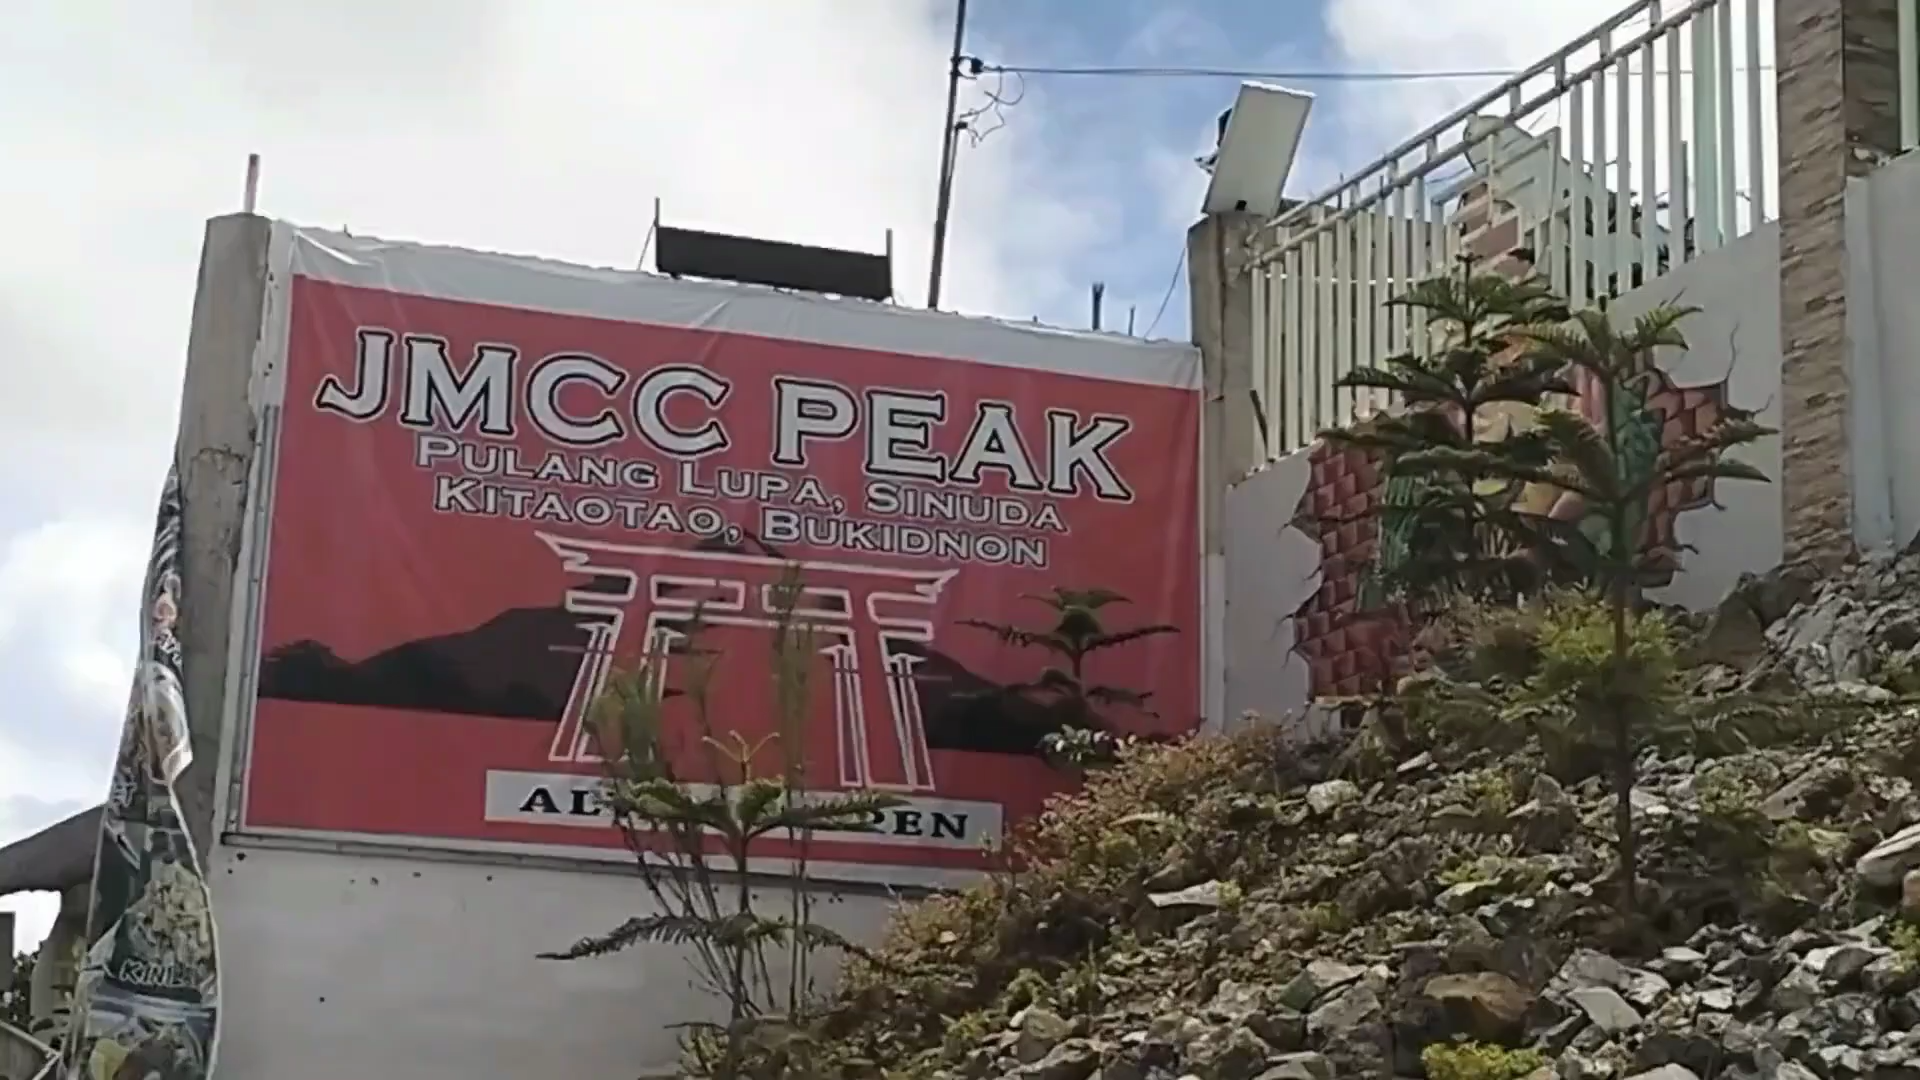 JMCC PEAK
PULANG LUPA, SINUDA
KITAOTAO, BUKIDNON